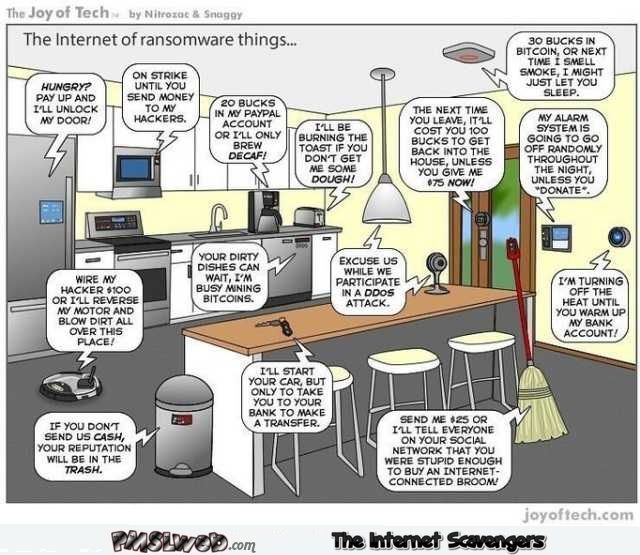 The Joy of Tech™ by Nitrozac & Snaggy
The Internet of ransomware things...
HUNGRY?
PAY UP AND
I'LL UNLOCK
MY DOOR!
ON STRIKE
UNTIL YOU
SEND MONEY
TO MY
HACKERS.
20 BUCKS
IN MY PAYPAL
ACCOUNT
OR I'LL ONLY
BREW
DECAF!
I'LL BE
BURNING THE
TOAST IF YOU
DON'T GET
ME SOME
DOUGH!
THE NEXT TIME
YOU LEAVE, IT'LL
COST YOU 100
BUCKS TO GET
BACK INTO THE
HOUSE, UNLESS
YOU GIVE ME
$75 NOW!
30 BUCKS IN
BITCOIN, OR NEXT
TIME I SMELL
SMOKE, I MIGHT
JUST LET YOU
SLEEP.
MY ALARM
SYSTEM IS
GOING TO GO
OFF RANDOMLY
THROUGHOUT
THE NIGHT,
UNLESS YOU
"DONATE".
WIRE MY
HACKER $100
OR I'LL REVERSE
MY MOTOR AND
BLOW DIRT ALL
OVER THIS
PLACE!
YOUR DIRTY
DISHES CAN
WAIT, I'M
BUSY MINING
BITCOINS.
EXCUSE US
WHILE WE
PARTICIPATE
IN A DDOS
ATTACK.
I'M TURNING
OFF THE
HEAT UNTIL
YOU WARM UP
MY BANK
ACCOUNT!
IF YOU DON'T
SEND US CASH,
YOUR REPUTATION
WILL BE IN THE
TRASH.
I'LL START
YOUR CAR, BUT
ONLY TO TAKE
YOU TO YOUR
BANK TO MAKE
A TRANSFER.
SEND ME $25 OR
I'LL TELL EVERYONE
ON YOUR SOCIAL
NETWORK THAT YOU
WERE STUPID ENOUGH
TO BUY AN INTERNET-
CONNECTED BROOM!
joyoftech.com
PMSLWeb.com
The Internet Scavengers